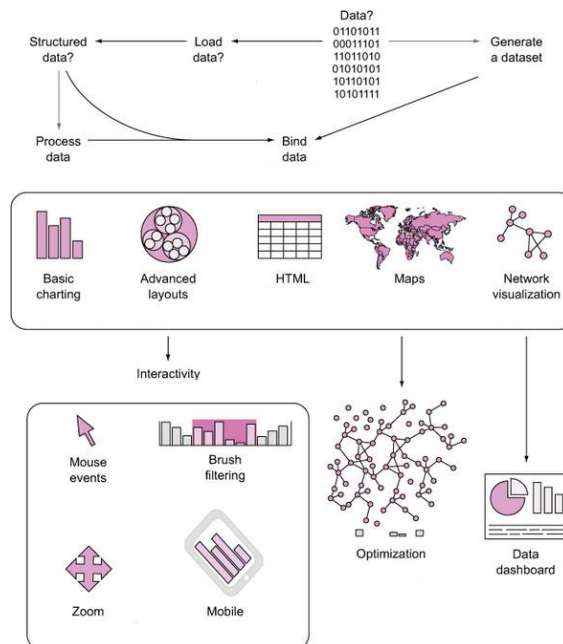 Data?
01101011
00011101
11011010
01010101
10110101
10101111
Structured
data?
Load
data?
Generate
a dataset
Process
data
Bind
data
Basic
charting
Advanced
layouts
HTML
Maps
Network
visualization
Interactivity
Mouse
events
Brush
filtering
Zoom
Mobile
Optimization
Data
dashboard